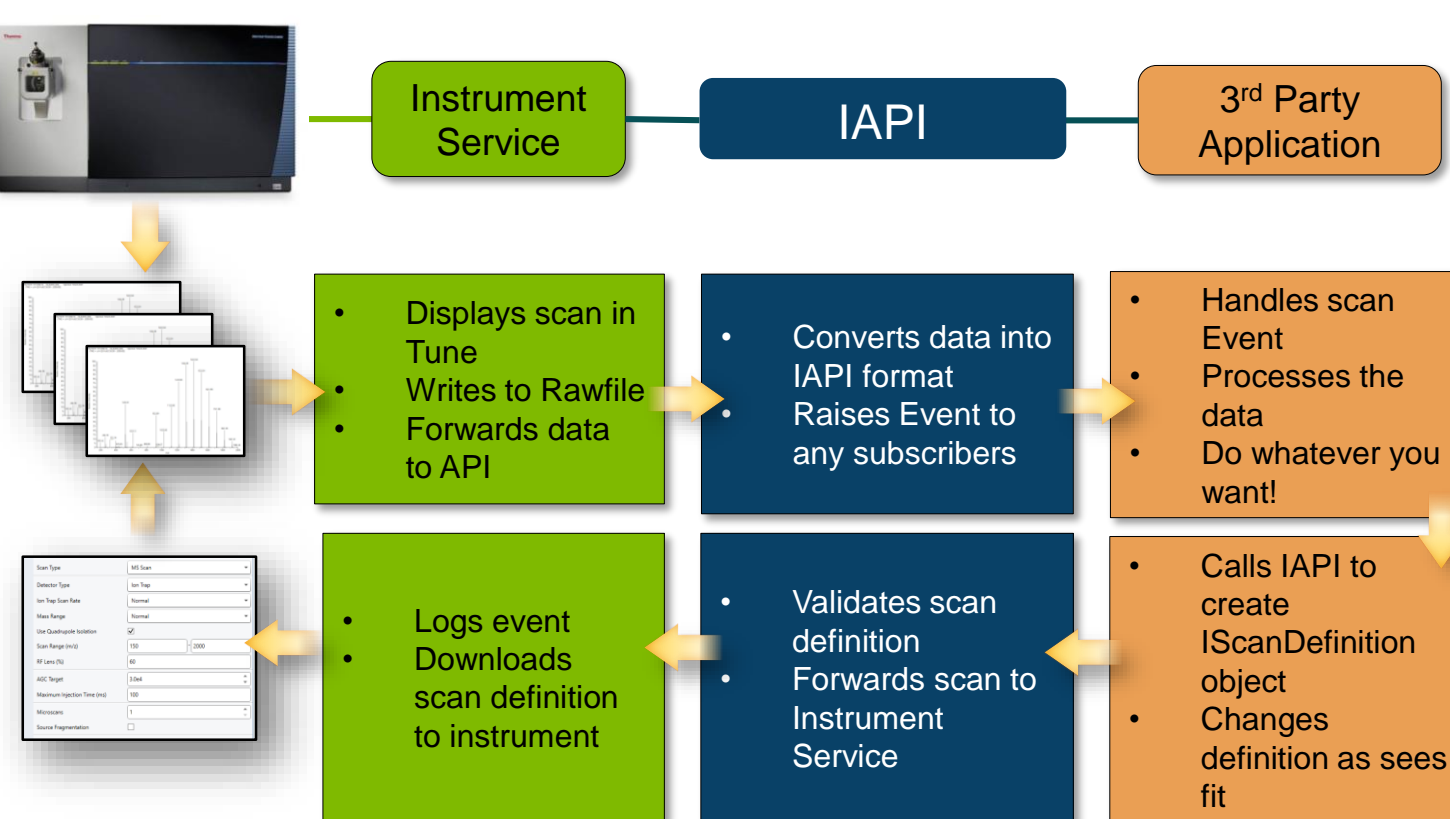 Thermo
Instrument
Service
IAPI
3rd Party
Application
• Displays scan in
Tune
• Writes to Rawfile
• Forwards data
to API
• Converts data into
IAPI format
• Raises Event to
any subscribers
• Handles scan
Event
• Processes the
data
• Do whatever you
want!
Scan Type MS Scan
Detector Type Ion Trap
Ion Trap Scan Rate Normal
Mass Range Normal
Use Quadrupole Isolation
Scan Range (m/z) 150 - 2000
RF Lens (%) 60
AGC Target 3.0e4
Maximum Injection Time (ms) 100
Microscans 1
Source Fragmentation
• Logs event
• Downloads
scan definition
to instrument
• Validates scan
definition
• Forwards scan to
Instrument
Service
• Calls IAPI to
create
IScanDefinition
object
• Changes
definition as sees
fit